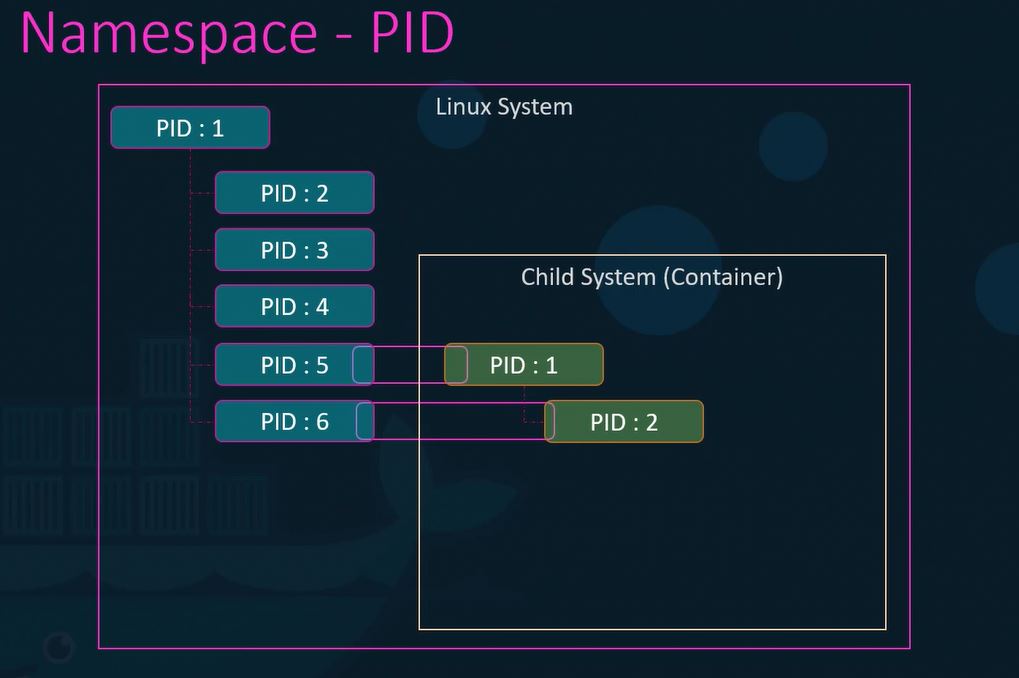 Namespace - PID
Linux System
PID : 1
PID : 2
PID : 3
Child System (Container)
PID : 4
PID : 5
PID : 1
PID : 6
PID : 2